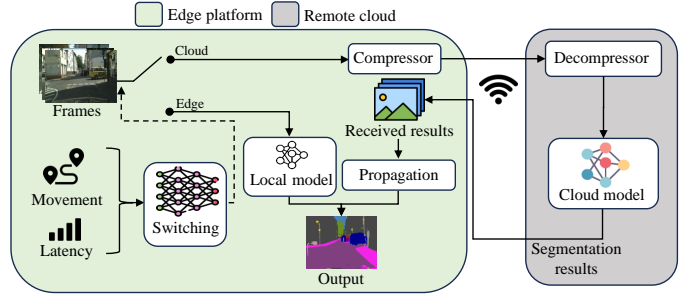 Edge platform
Remote cloud
Cloud
Compressor
Decompressor
Frames
Edge
Received results
Local model
Propagation
Cloud model
Movement
Switching
Latency
Segmentation
results
Output